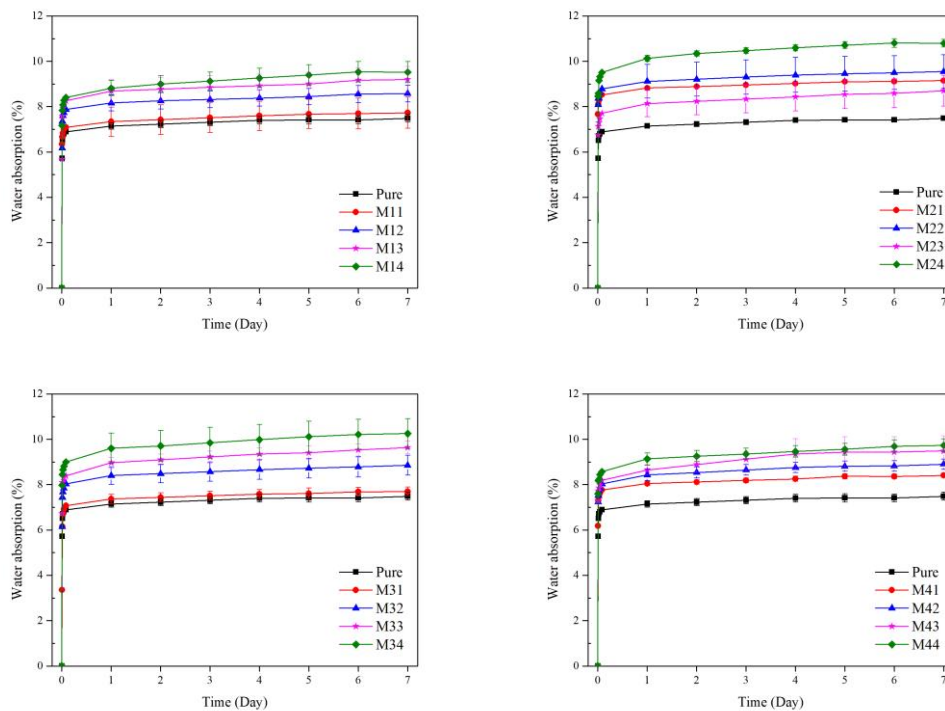 12
10
8
6
4
2
0
Water absorption (%)
Pure
M11
M12
M13
M14
0 1 2 3 4 5 6 7
Time (Day)
12
10
8
6
4
2
0
Water absorption (%)
Pure
M21
M22
M23
M24
0 1 2 3 4 5 6 7
Time (Day)
12
10
8
6
4
2
0
Water absorption (%)
Pure
M31
M32
M33
M34
0 1 2 3 4 5 6 7
Time (Day)
12
10
8
6
4
2
0
Water absorption (%)
Pure
M41
M42
M43
M44
0 1 2 3 4 5 6 7
Time (Day)